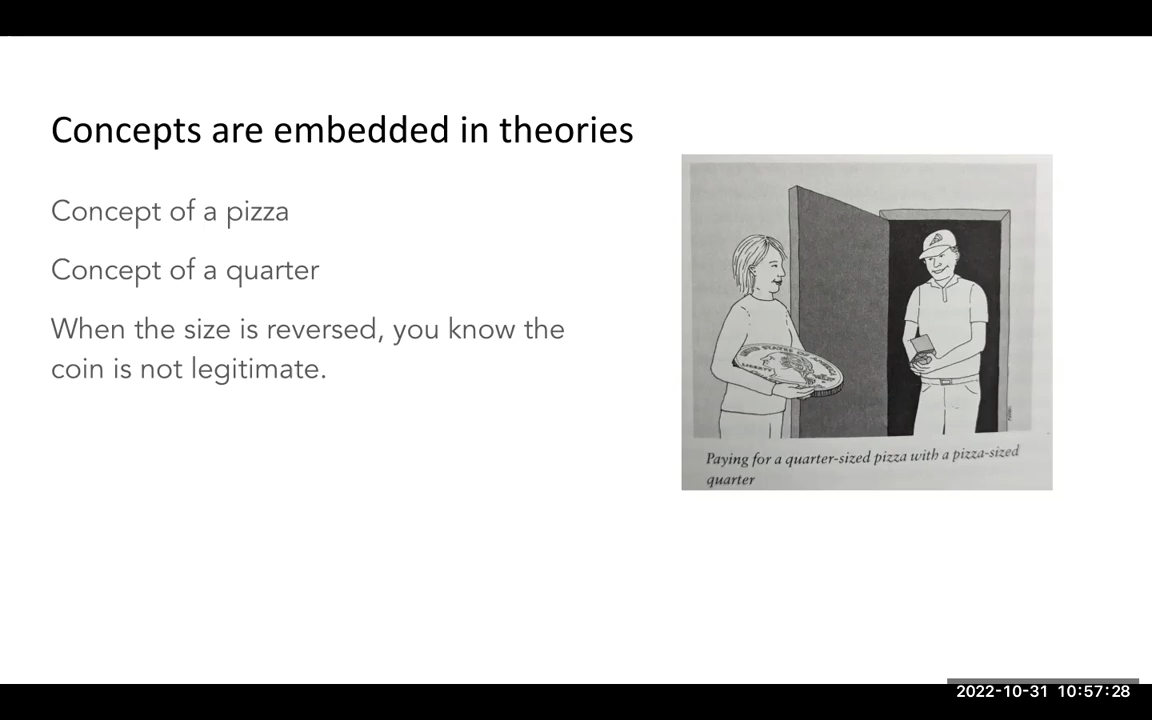 Concepts are embedded in theories
Concept of a pizza
Concept of a quarter
When the size is reversed, you know the
coin is not legitimate.
LIBERTY
Paying for a quarter-sized pizza with a pizza-sized
quarter
2022-10-31 10:57:28